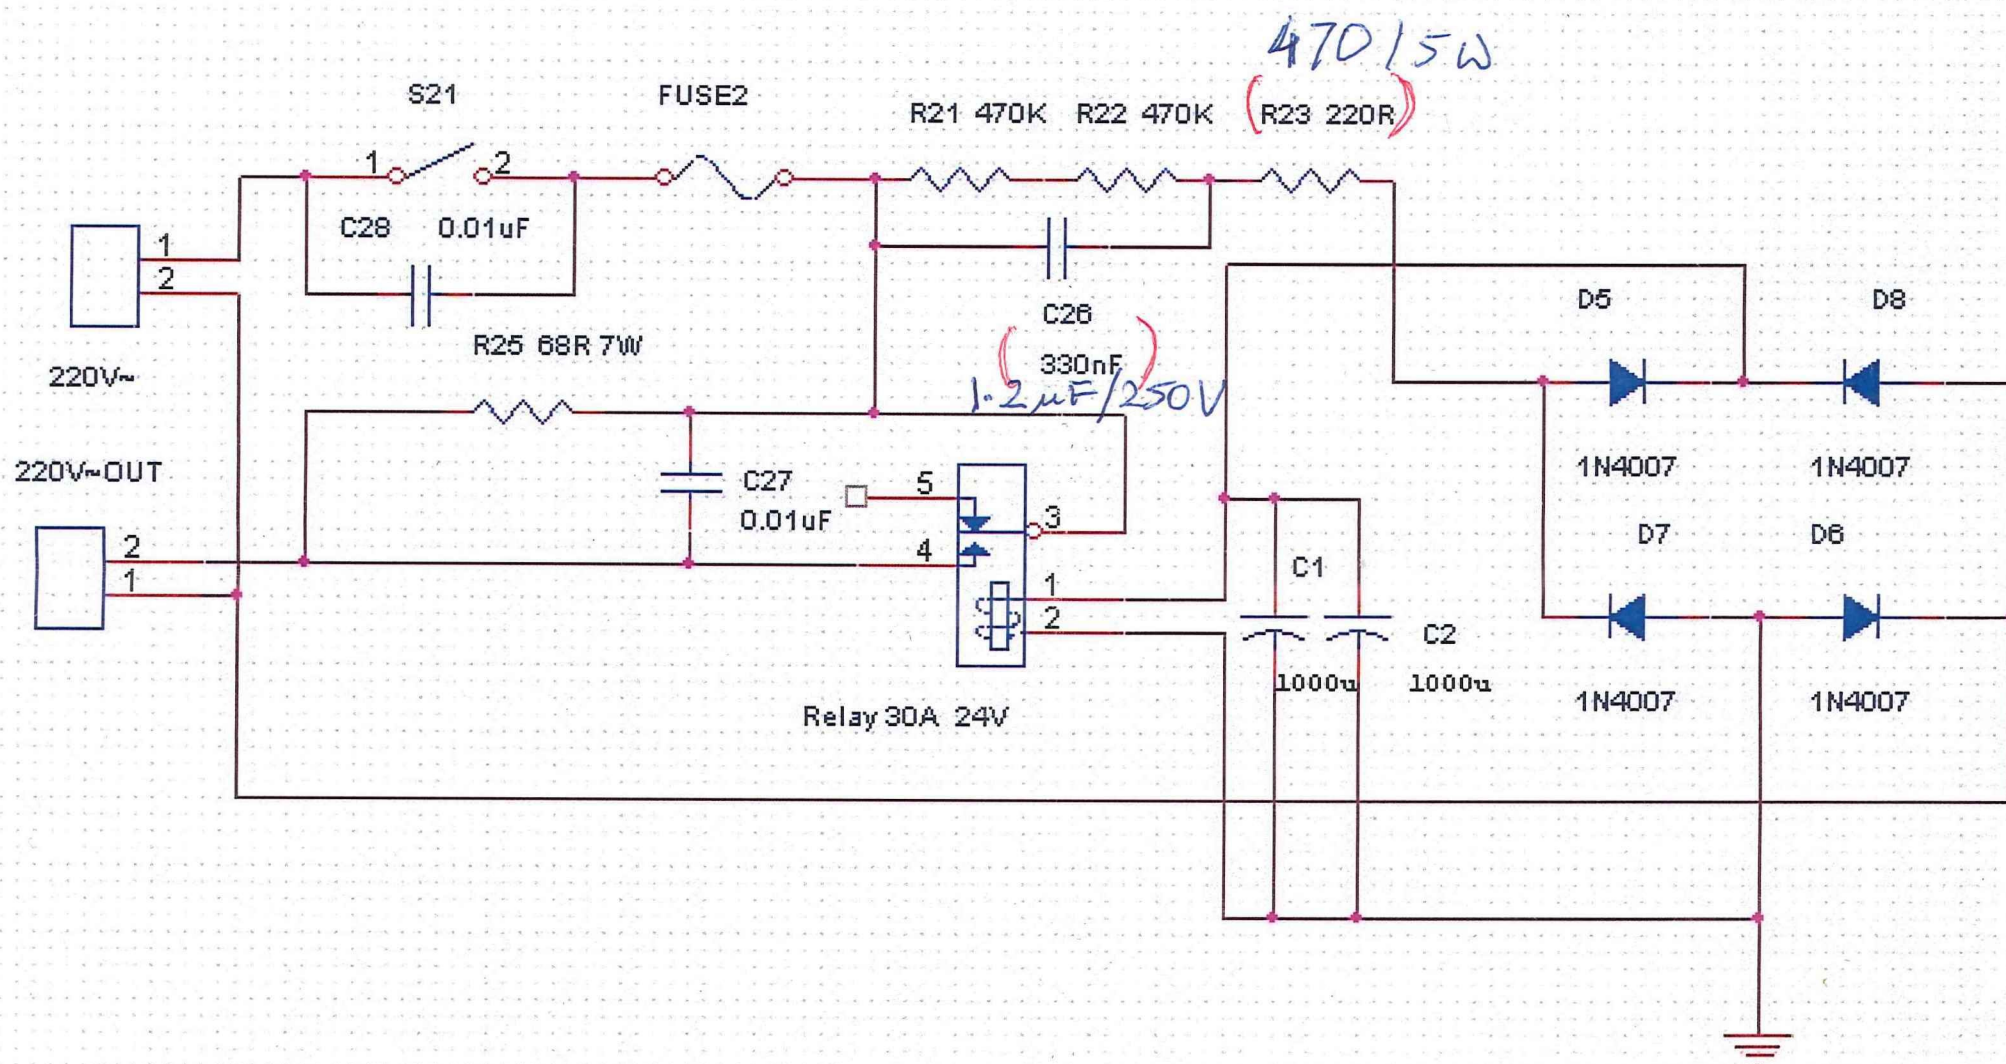 470/5W
S21
FUSE2
R21 470K
R22 470K
(R23 220R)
1
2
C28
0.01uF
1
2
C26
D5
D8
(330nF)
1.2μF/250V
R25 68R 7W
220V~
220V~OUT
C27
0.01uF
5
3
4
1N4007
1N4007
D7
D6
2
1
1
2
C1
C2
1000u
1000u
1N4007
1N4007
Relay 30A 24V